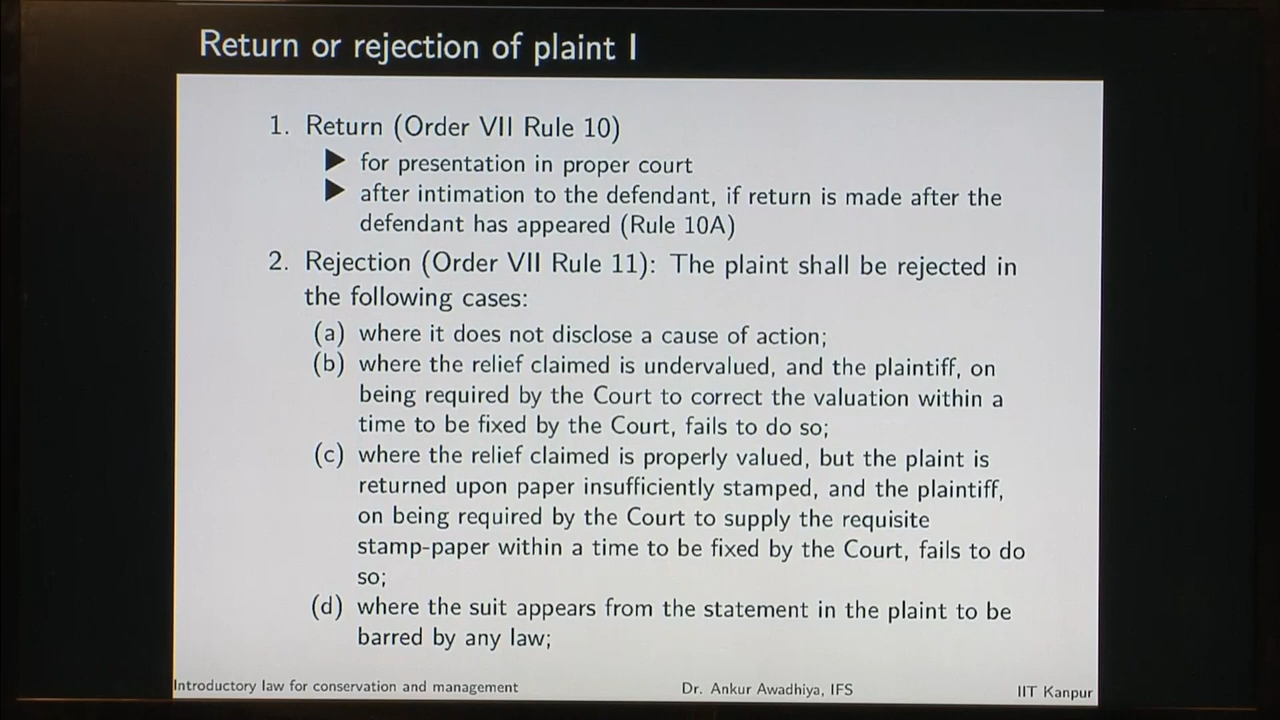 Return or rejection of plaint I
1. Return (Order VII Rule 10)
▶ for presentation in proper court
▶ after intimation to the defendant, if return is made after the
defendant has appeared (Rule 10A)
2. Rejection (Order VII Rule 11): The plaint shall be rejected in
the following cases:
(a) where it does not disclose a cause of action;
(b) where the relief claimed is undervalued, and the plaintiff, on
being required by the Court to correct the valuation within a
time to be fixed by the Court, fails to do so;
(c) where the relief claimed is properly valued, but the plaint is
returned upon paper insufficiently stamped, and the plaintiff,
on being required by the Court to supply the requisite
stamp-paper within a time to be fixed by the Court, fails to do
so;
(d) where the suit appears from the statement in the plaint to be
barred by any law;
Introductory law for conservation and management Dr. Ankur Awadhiya, IFS IIT Kanpur